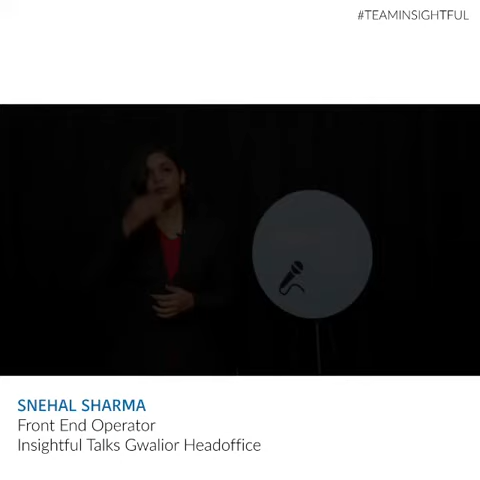 #TEAMINSIGHTFUL
SNEHAL SHARMA
Front End Operator
Insightful Talks Gwalior Headoffice